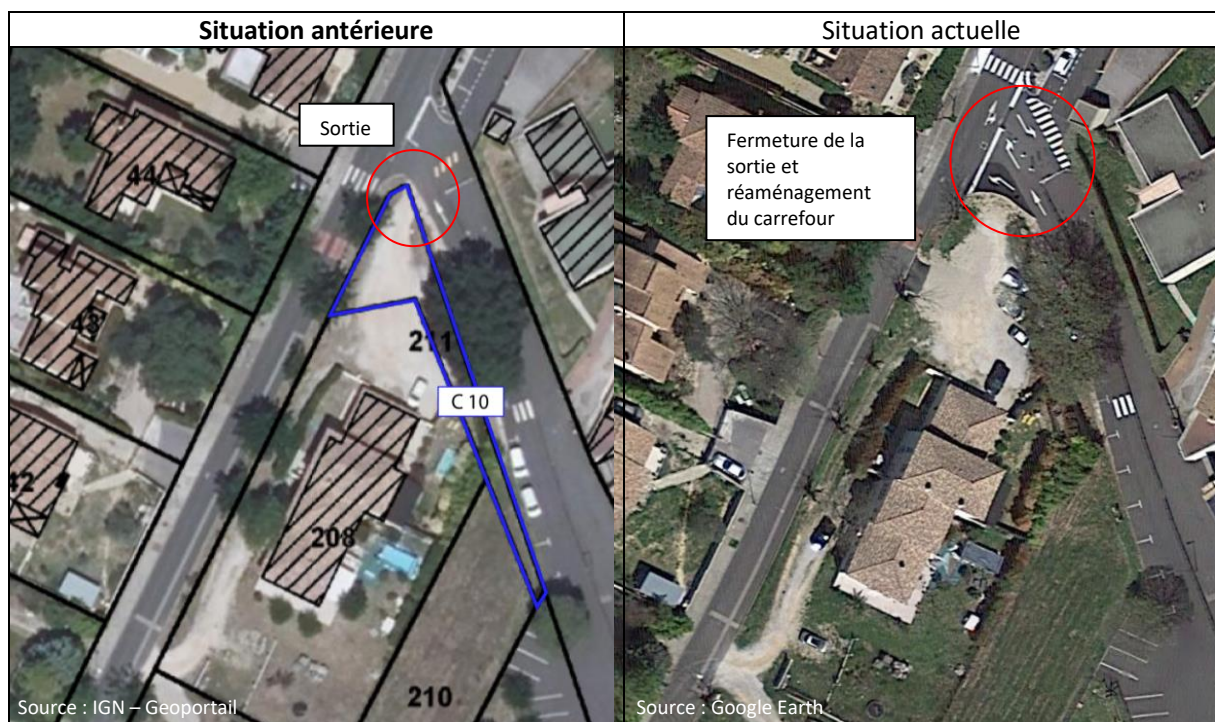 Situation antérieure
Situation actuelle
Sortie
44
43
42
211
C 10
208
210
Source : IGN – Geoportail
Fermeture de la
sortie et
réaménagement
du carrefour
Source : Google Earth